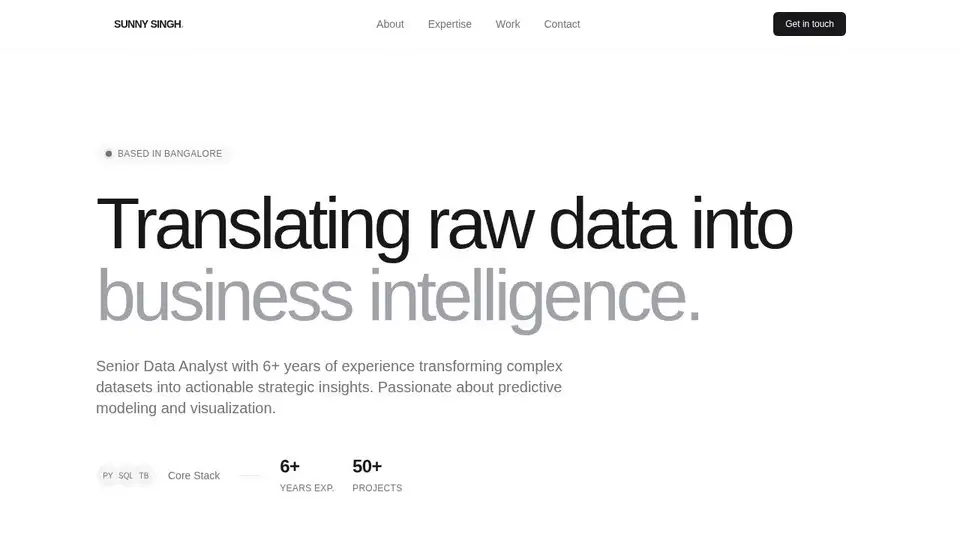 SUNNY SINGH.
About
Expertise
Work
Contact
Get in touch
BASED IN BANGALORE
Translating raw data into
business intelligence.
Senior Data Analyst with 6+ years of experience transforming complex
datasets into actionable strategic insights. Passionate about predictive
modeling and visualization.
PY SQL TB
Core Stack
6+
YEARS EXP.
50+
PROJECTS